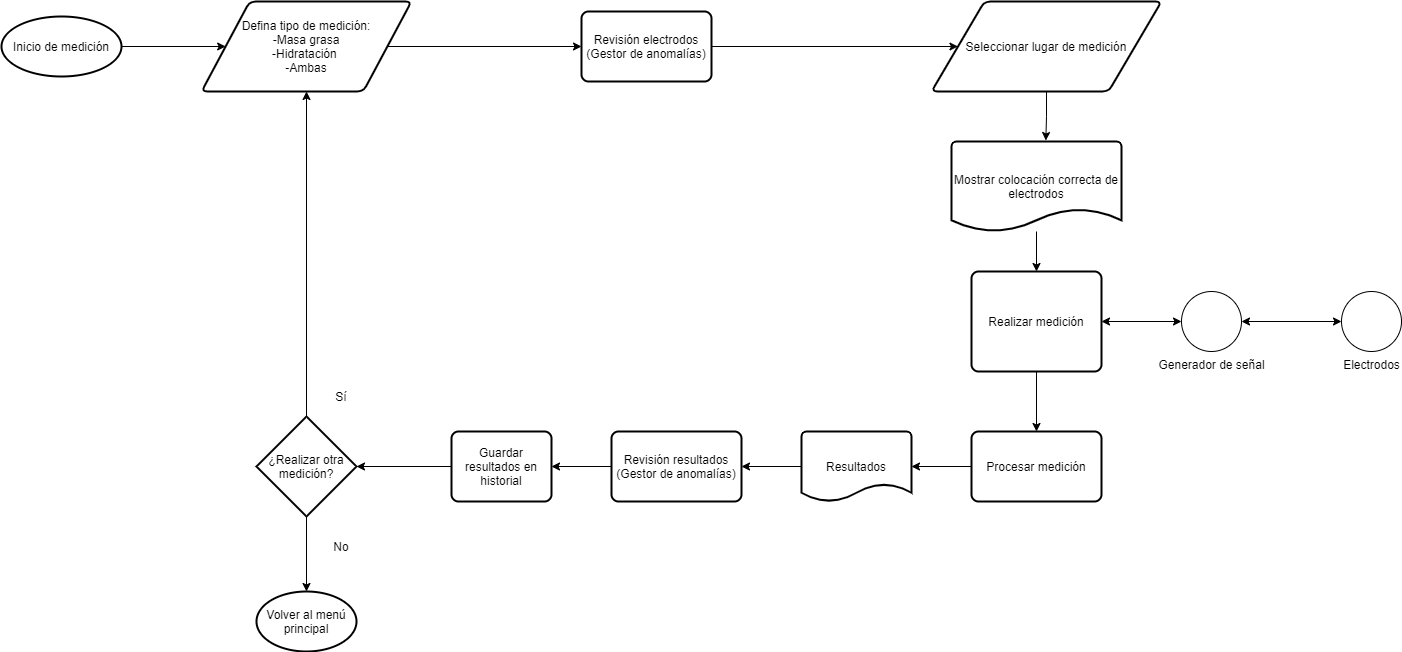 Inicio de medición
Defina tipo de medición:
-Masa grasa
-Hidratación
-Ambas
Revisión electrodos
(Gestor de anomalías)
Seleccionar lugar de medición
Mostrar colocación correcta de
electrodos
Realizar medición
Generador de señal
Electrodos
Procesar medición
Resultados
Revisión resultados
(Gestor de anomalías)
Guardar
resultados en
historial
¿Realizar otra
medición?
Sí
No
Volver al menú
principal